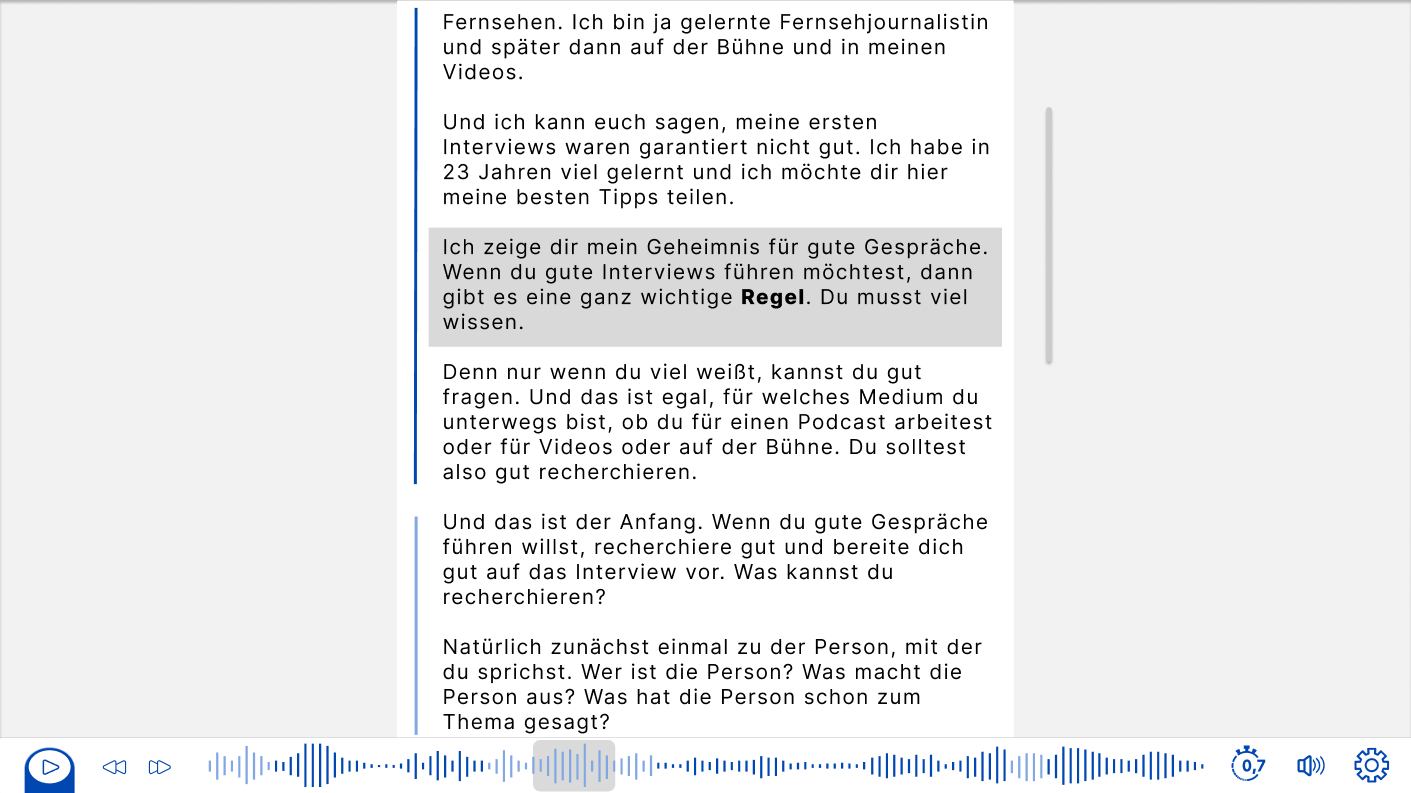 Fernsehen. Ich bin ja gelernte Fernsehjournalistin
und später dann auf der Bühne und in meinen
Videos.
Und ich kann euch sagen, meine ersten
Interviews waren garantiert nicht gut. Ich habe in
23 Jahren viel gelernt und ich möchte dir hier
meine besten Tipps teilen.
Ich zeige dir mein Geheimnis für gute Gespräche.
Wenn du gute Interviews führen möchtest, dann
gibt es eine ganz wichtige Regel. Du musst viel
wissen.
Denn nur wenn du viel weißt, kannst du gut
fragen. Und das ist egal, für welches Medium du
unterwegs bist, ob du für einen Podcast arbeitest
oder für Videos oder auf der Bühne. Du solltest
also gut recherchieren.
Und das ist der Anfang. Wenn du gute Gespräche
führen willst, recherchiere gut und bereite dich
gut auf das Interview vor. Was kannst du
recherchieren?
Natürlich zunächst einmal zu der Person, mit der
du sprichst. Wer ist die Person? Was macht die
Person aus? Was hat die Person schon zum
Thema gesagt?
0,7